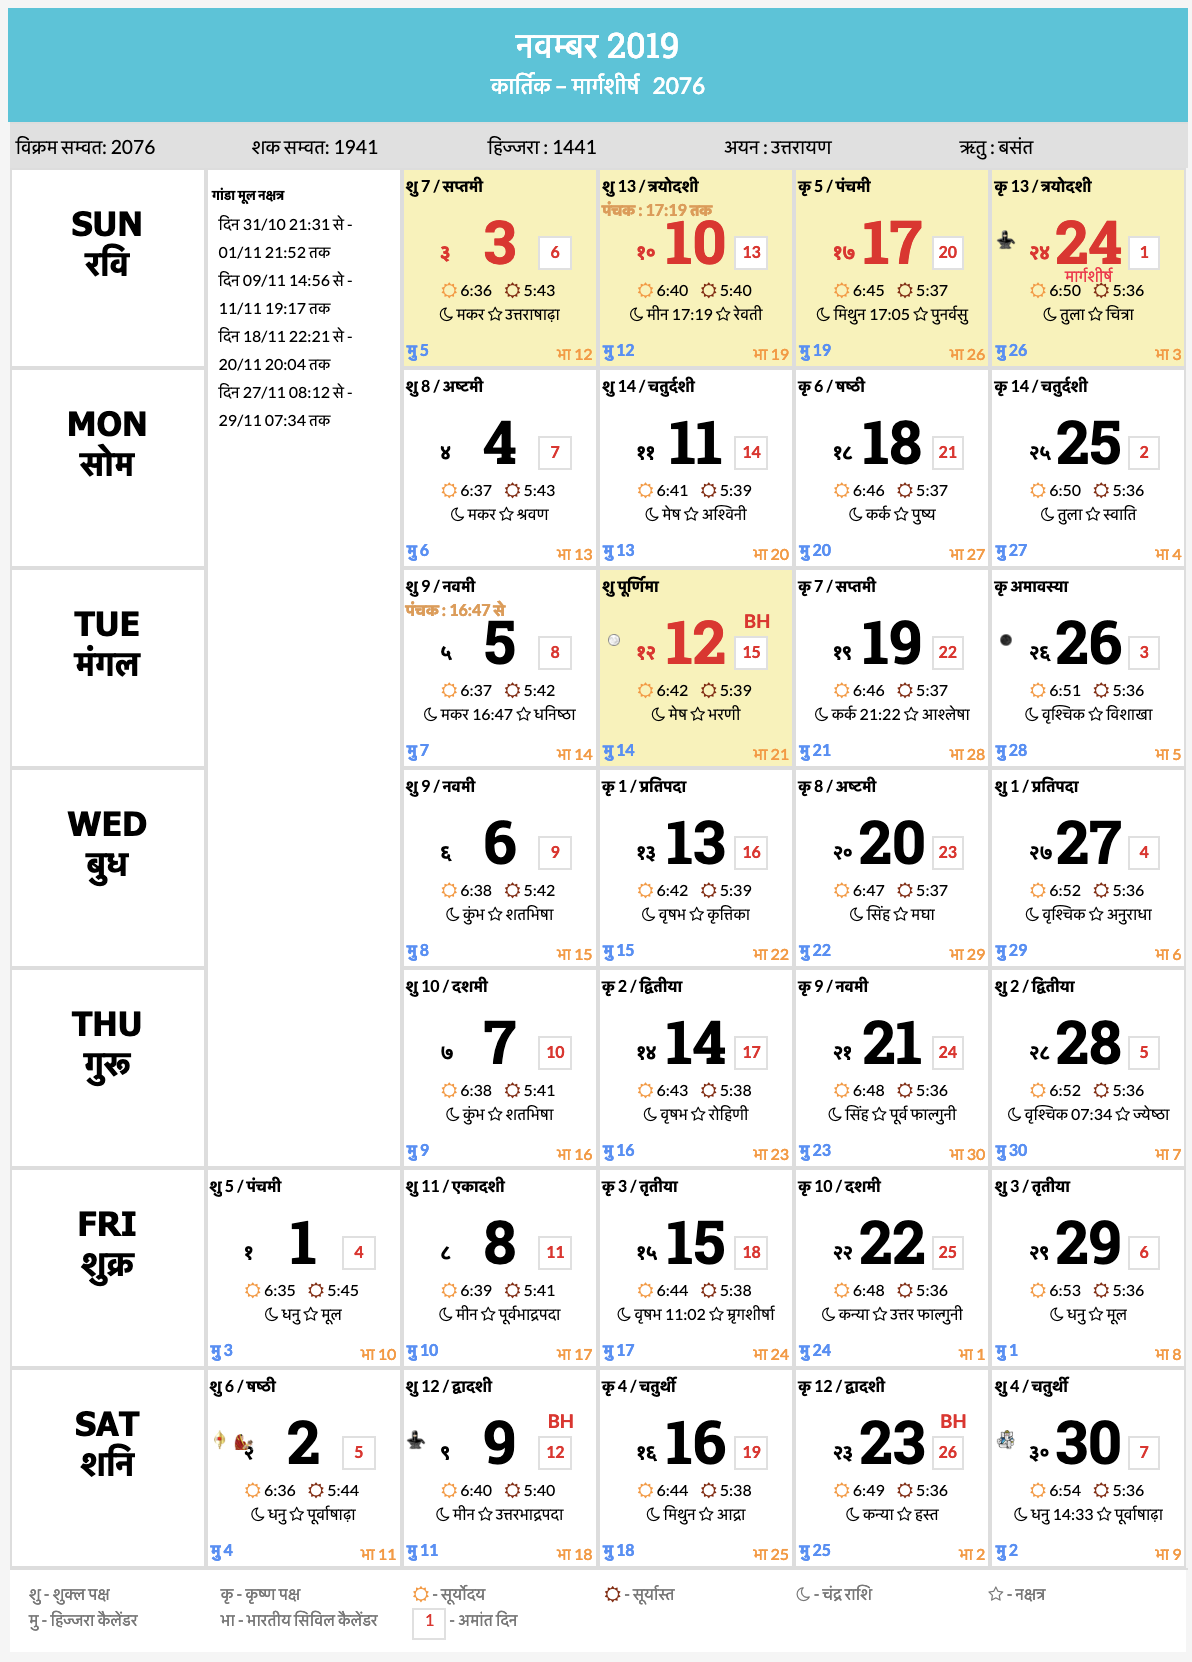 नवम्बर 2019
कार्तिक – मार्गशीर्ष 2076
विक्रम सम्वत: 2076 शक सम्वत: 1941 हिज्जरा : 1441 अयन : उत्तरायण ऋतु : बसंत
SUN
रवि
गांडा मूल नक्षत्र
दिन 31/10 21:31 से -
01/11 21:52 तक
दिन 09/11 14:56 से -
11/11 19:17 तक
दिन 18/11 22:21 से -
20/11 20:04 तक
दिन 27/11 08:12 से -
29/11 07:34 तक
शु 7 / सप्तमी
३ 3 6
6:36 5:43
मकर उत्तराषाढ़ा
मु 5 भा 12
शु 13 / त्रयोदशी
पंचक : 17:19 तक
१० 10 13
6:40 5:40
मीन 17:19 रेवती
मु 12 भा 19
कृ 5 / पंचमी
१७ 17 20
6:45 5:37
मिथुन 17:05 पुनर्वसु
मु 19 भा 26
कृ 13 / त्रयोदशी
२४ 24 1
मार्गशीर्ष
6:50 5:36
तुला चित्रा
मु 26 भा 3
MON
सोम
शु 8 / अष्टमी
४ 4 7
6:37 5:43
मकर श्रवण
मु 6 भा 13
शु 14 / चतुर्दशी
११ 11 14
6:41 5:39
मेष अश्विनी
मु 13 भा 20
कृ 6 / षष्ठी
१८ 18 21
6:46 5:37
कर्क पुष्य
मु 20 भा 27
कृ 14 / चतुर्दशी
२५ 25 2
6:50 5:36
तुला स्वाति
मु 27 भा 4
TUE
मंगल
शु 9 / नवमी
पंचक : 16:47 से
५ 5 8
6:37 5:42
मकर 16:47 धनिष्ठा
मु 7 भा 14
शु पूर्णिमा
BH
१२ 12 15
6:42 5:39
मेष भरणी
मु 14 भा 21
कृ 7 / सप्तमी
१९ 19 22
6:46 5:37
कर्क 21:22 आश्लेषा
मु 21 भा 28
कृ अमावस्या
२६ 26 3
6:51 5:36
वृश्चिक विशाखा
मु 28 भा 5
WED
बुध
शु 9 / नवमी
६ 6 9
6:38 5:42
कुंभ शतभिषा
मु 8 भा 15
कृ 1 / प्रतिपदा
१३ 13 16
6:42 5:39
वृषभ कृत्तिका
मु 15 भा 22
कृ 8 / अष्टमी
२० 20 23
6:47 5:37
सिंह मघा
मु 22 भा 29
शु 1 / प्रतिपदा
२७ 27 4
6:52 5:36
वृश्चिक अनुराधा
मु 29 भा 6
THU
गुरू
शु 10 / दशमी
७ 7 10
6:38 5:41
कुंभ शतभिषा
मु 9 भा 16
कृ 2 / द्वितीया
१४ 14 17
6:43 5:38
वृषभ रोहिणी
मु 16 भा 23
कृ 9 / नवमी
२१ 21 24
6:48 5:36
सिंह पूर्व फाल्गुनी
मु 23 भा 30
शु 2 / द्वितीया
२८ 28 5
6:52 5:36
वृश्चिक 07:34 ज्येष्ठा
मु 30 भा 7
FRI
शुक्र
शु 5 / पंचमी
१ 1 4
6:35 5:45
धनु मूल
मु 3 भा 10
शु 11 / एकादशी
८ 8 11
6:39 5:41
मीन पूर्वभाद्रपदा
मु 10 भा 17
कृ 3 / तृतीया
१५ 15 18
6:44 5:38
वृषभ 11:02 म्रृगशीर्षा
मु 17 भा 24
कृ 10 / दशमी
२२ 22 25
6:48 5:36
कन्या उत्तर फाल्गुनी
मु 24 भा 1
शु 3 / तृतीया
२९ 29 6
6:53 5:36
धनु मूल
मु 1 भा 8
SAT
शनि
शु 6 / षष्ठी
२ 2 5
6:36 5:44
धनु पूर्वाषाढ़ा
मु 4 भा 11
शु 12 / द्वादशी
BH
९ 9 12
6:40 5:40
मीन उत्तरभाद्रपदा
मु 11 भा 18
कृ 4 / चतुर्थी
१६ 16 19
6:44 5:38
मिथुन आद्रा
मु 18 भा 25
कृ 12 / द्वादशी
BH
२३ 23 26
6:49 5:36
कन्या हस्त
मु 25 भा 2
शु 4 / चतुर्थी
३० 30 7
6:54 5:36
धनु 14:33 पूर्वाषाढ़ा
मु 2 भा 9
शु - शुक्ल पक्ष कृ - कृष्ण पक्ष - सूर्योदय - सूर्यास्त - चंद्र राशि - नक्षत्र
मु - हिज्जरा कैलेंडर भा - भारतीय सिविल कैलेंडर 1 - अमांत दिन